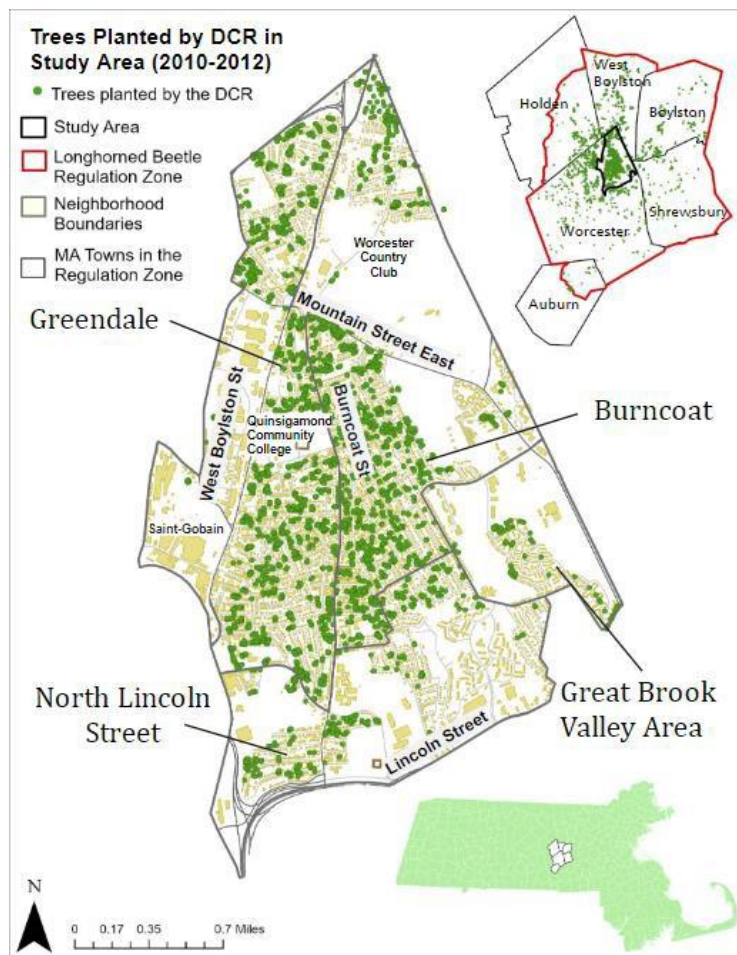 Trees Planted by DCR in
Study Area (2010-2012)
Trees planted by the DCR
Study Area
Longhorned Beetle
Regulation Zone
Neighborhood
Boundaries
MA Towns in the
Regulation Zone
West
Boylston
Holden
Boylston
Shrewsbury
Worcester
Auburn
Worcester
Country
Club
Greendale
Mountain Street East
West Boylston St
Burncoat St
Burncoat
Quinsigamond
Community
College
Saint-Gobain
North Lincoln
Street
Great Brook
Valley Area
Lincoln Street
N
0 0.17 0.35 0.7 Miles